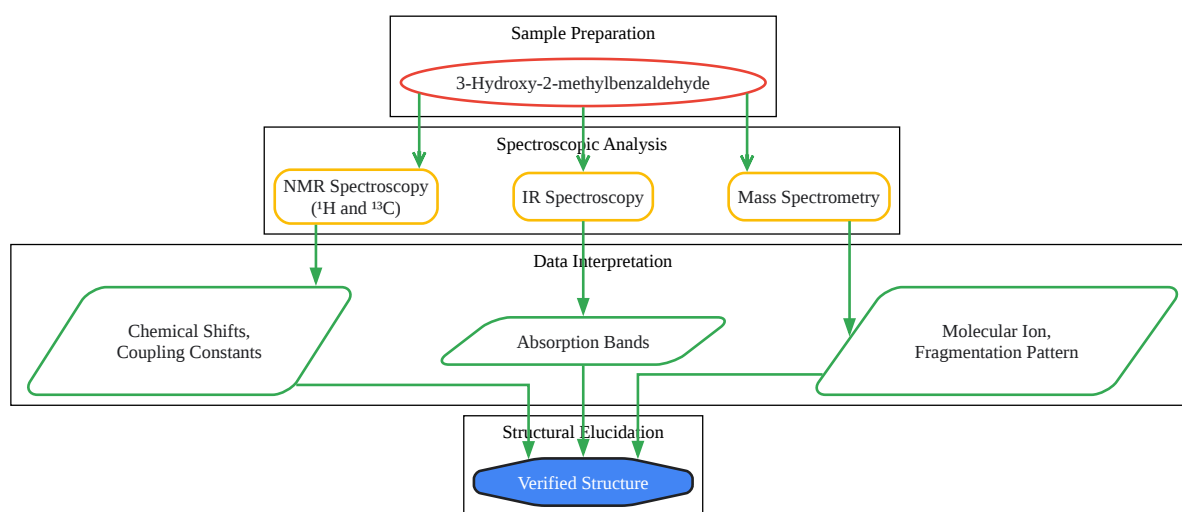 Sample Preparation
3-Hydroxy-2-methylbenzaldehyde
Spectroscopic Analysis
NMR Spectroscopy
(¹H and ¹³C)
IR Spectroscopy
Mass Spectrometry
Data Interpretation
Chemical Shifts,
Coupling Constants
Absorption Bands
Molecular Ion,
Fragmentation Pattern
Structural Elucidation
Verified Structure